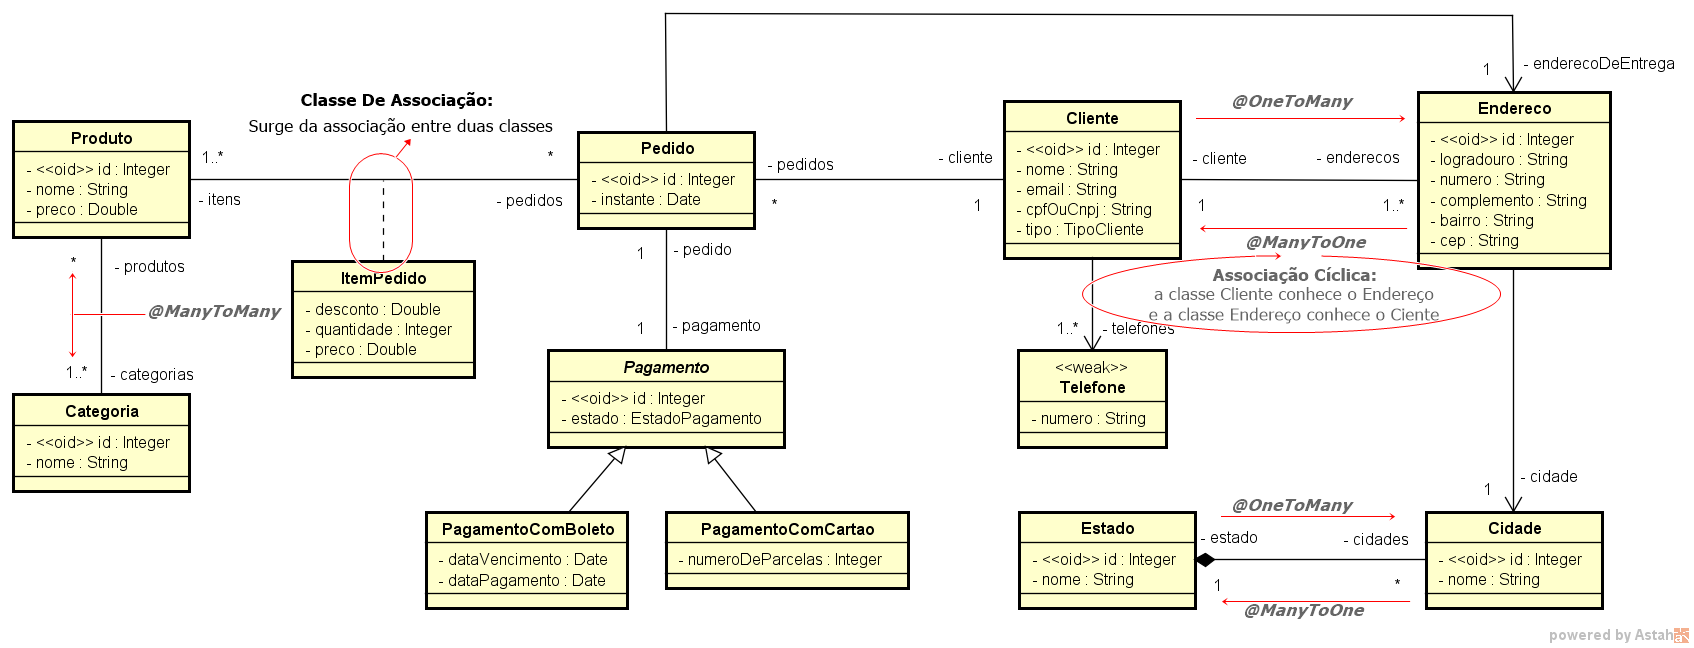 - enderecoDeEntrega
1
Classe De Associação:
Surge da associação entre duas classes
Produto
- <<oid>> id : Integer
- nome : String
- preco : Double
1..*
- itens
*
- pedidos
Pedido
- <<oid>> id : Integer
- instante : Date
- pedidos
*
- cliente
1
Cliente
- <<oid>> id : Integer
- nome : String
- email : String
- cpfOuCnpj : String
- tipo : TipoCliente
@OneToMany
- cliente
- enderecos
1
1..*
@ManyToOne
Endereco
- <<oid>> id : Integer
- logradouro : String
- numero : String
- complemento : String
- bairro : String
- cep : String
Associação Cíclica:
a classe Cliente conhece o Endereço
e a classe Endereço conhece o Ciente
*
- produtos
@ManyToMany
1..*
- categorias
ItemPedido
- desconto : Double
- quantidade : Integer
- preco : Double
1
- pedido
1
- pagamento
1..*
- telefones
Categoria
- <<oid>> id : Integer
- nome : String
Pagamento
- <<oid>> id : Integer
- estado : EstadoPagamento
<<weak>>
Telefone
- numero : String
1
- cidade
PagamentoComBoleto
- dataVencimento : Date
- dataPagamento : Date
PagamentoComCartao
- numeroDeParcelas : Integer
Estado
- <<oid>> id : Integer
- nome : String
@OneToMany
- estado
- cidades
1
*
@ManyToOne
Cidade
- <<oid>> id : Integer
- nome : String
powered by Astah